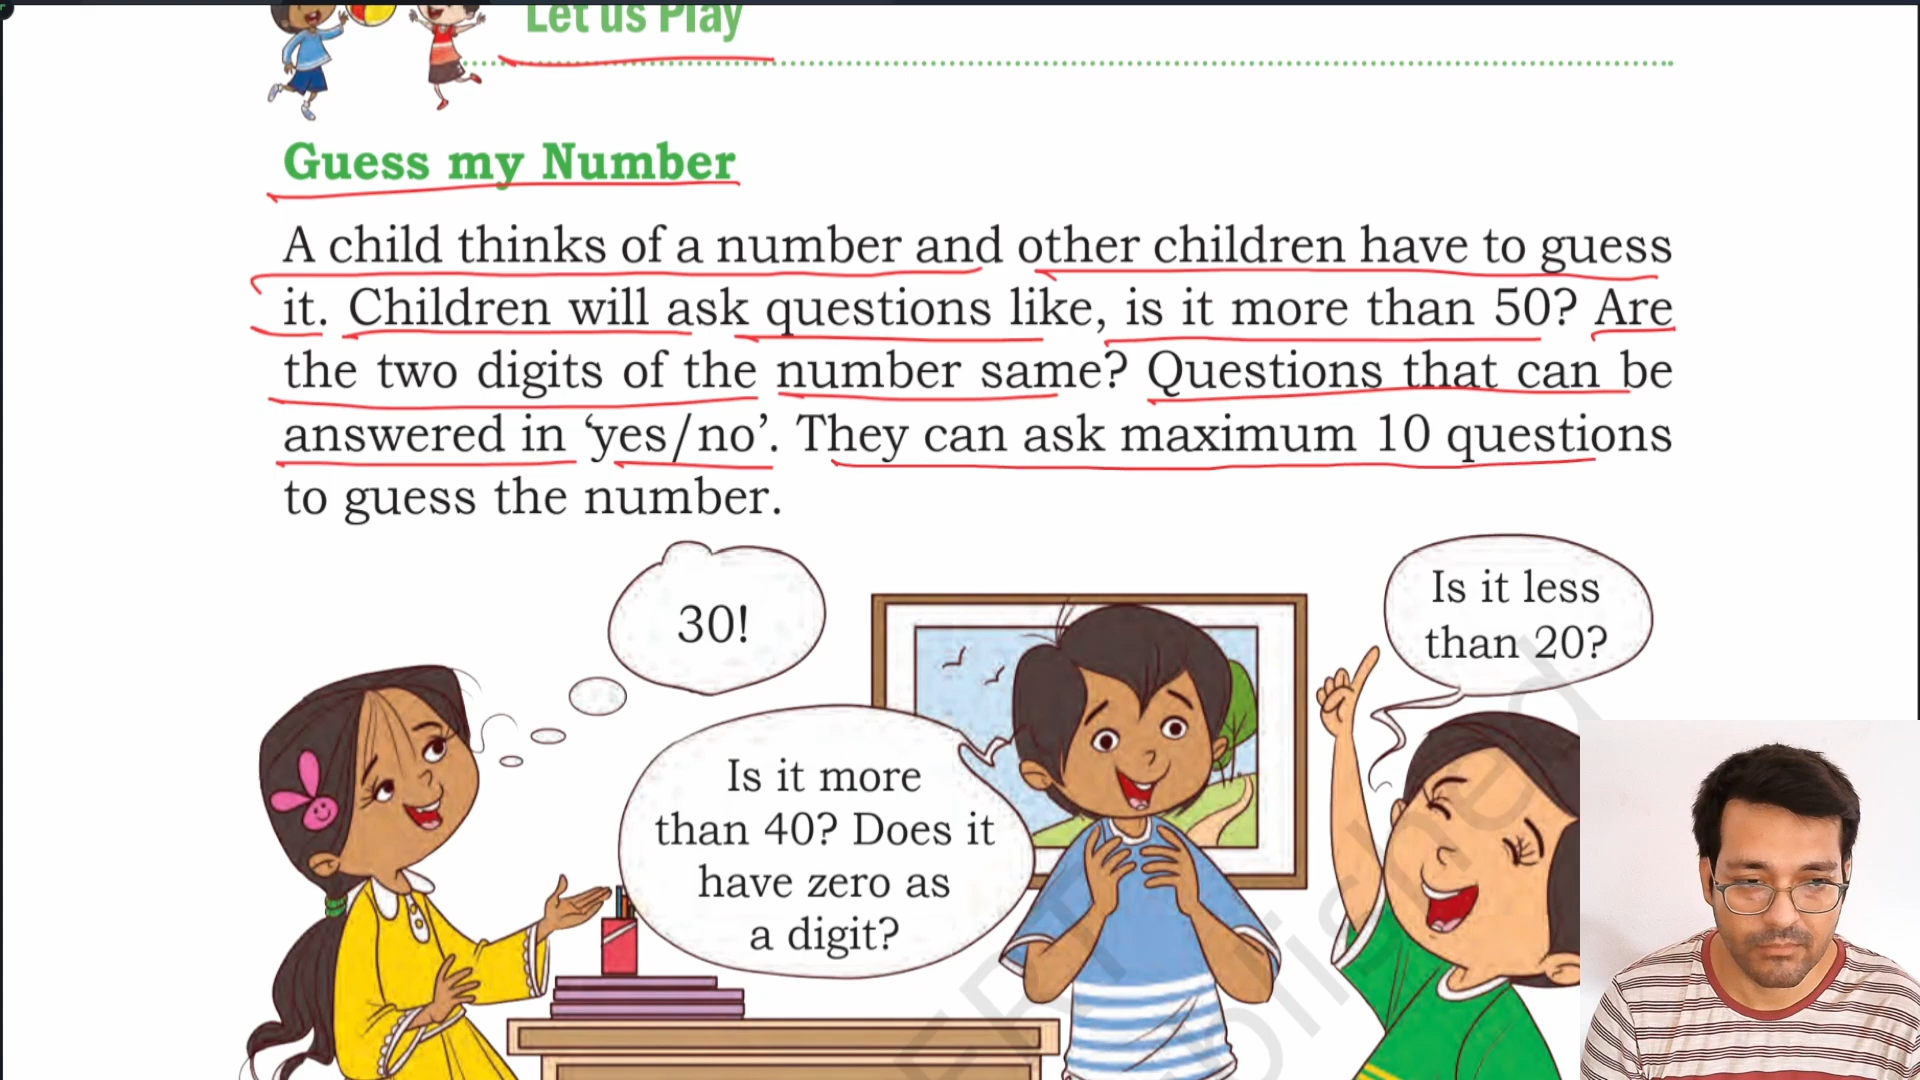 Let us Play
Guess my Number
A child thinks of a number and other children have to guess
it. Children will ask questions like, is it more than 50? Are
the two digits of the number same? Questions that can be
answered in ‘yes/no’. They can ask maximum 10 questions
to guess the number.
30!
Is it less
than 20?
Is it more
than 40? Does it
have zero as
a digit?